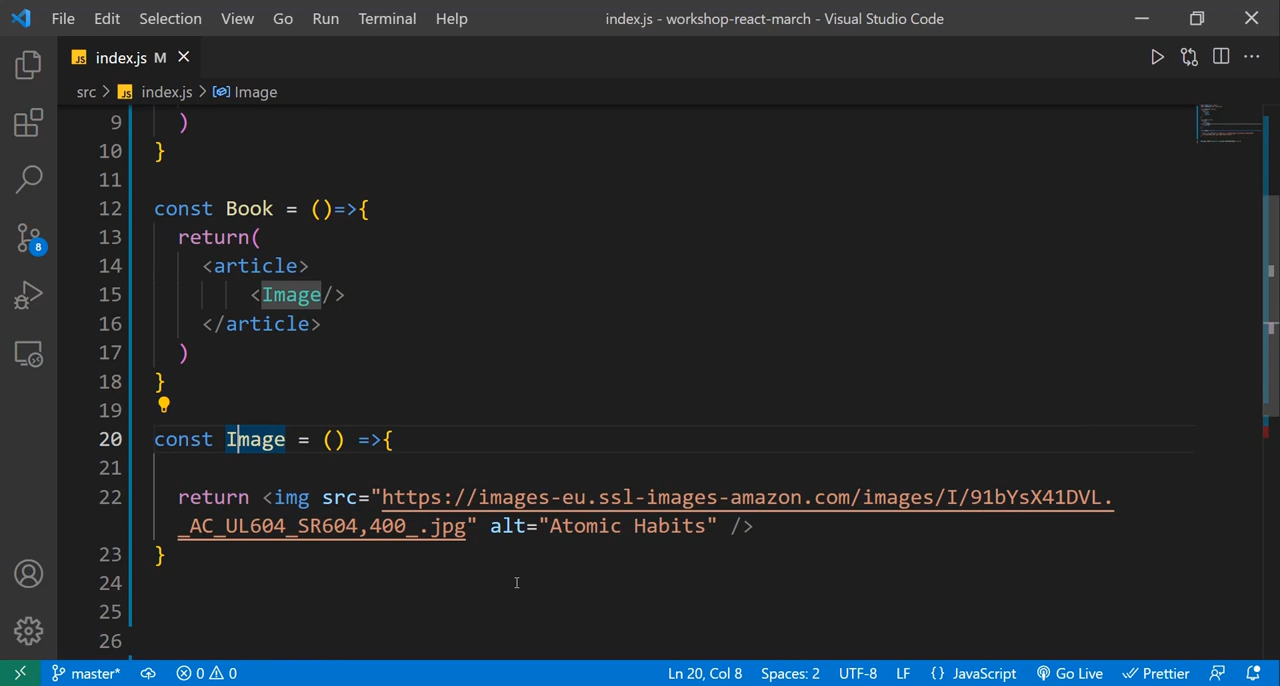 File Edit Selection View Go Run Terminal Help index.js - workshop-react-march - Visual Studio Code
JS index.js M
src > JS index.js > Image
9 )
10 }
11
12 const Book = ()=>{
13 return(
14 <article>
15 <Image/>
16 </article>
17 )
18 }
19
20 const Image = () =>{
21
22 return <img src="https://images-eu.ssl-images-amazon.com/images/I/91bYsX41DVL.
_AC_UL604_SR604,400_.jpg" alt="Atomic Habits" />
23 }
24
25
26
8
master* 0 0 Ln 20, Col 8 Spaces: 2 UTF-8 LF {} JavaScript Go Live Prettier